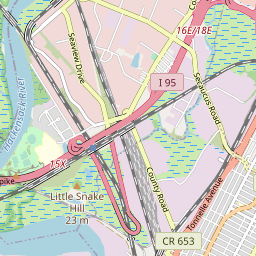 16E/18E
Seaview Drive
County
I 95
Secaucus Road
Hackensack River
15X
pike
Little Snake
Hill
23 m
County Road
Tonnelle Avenue
CR 653